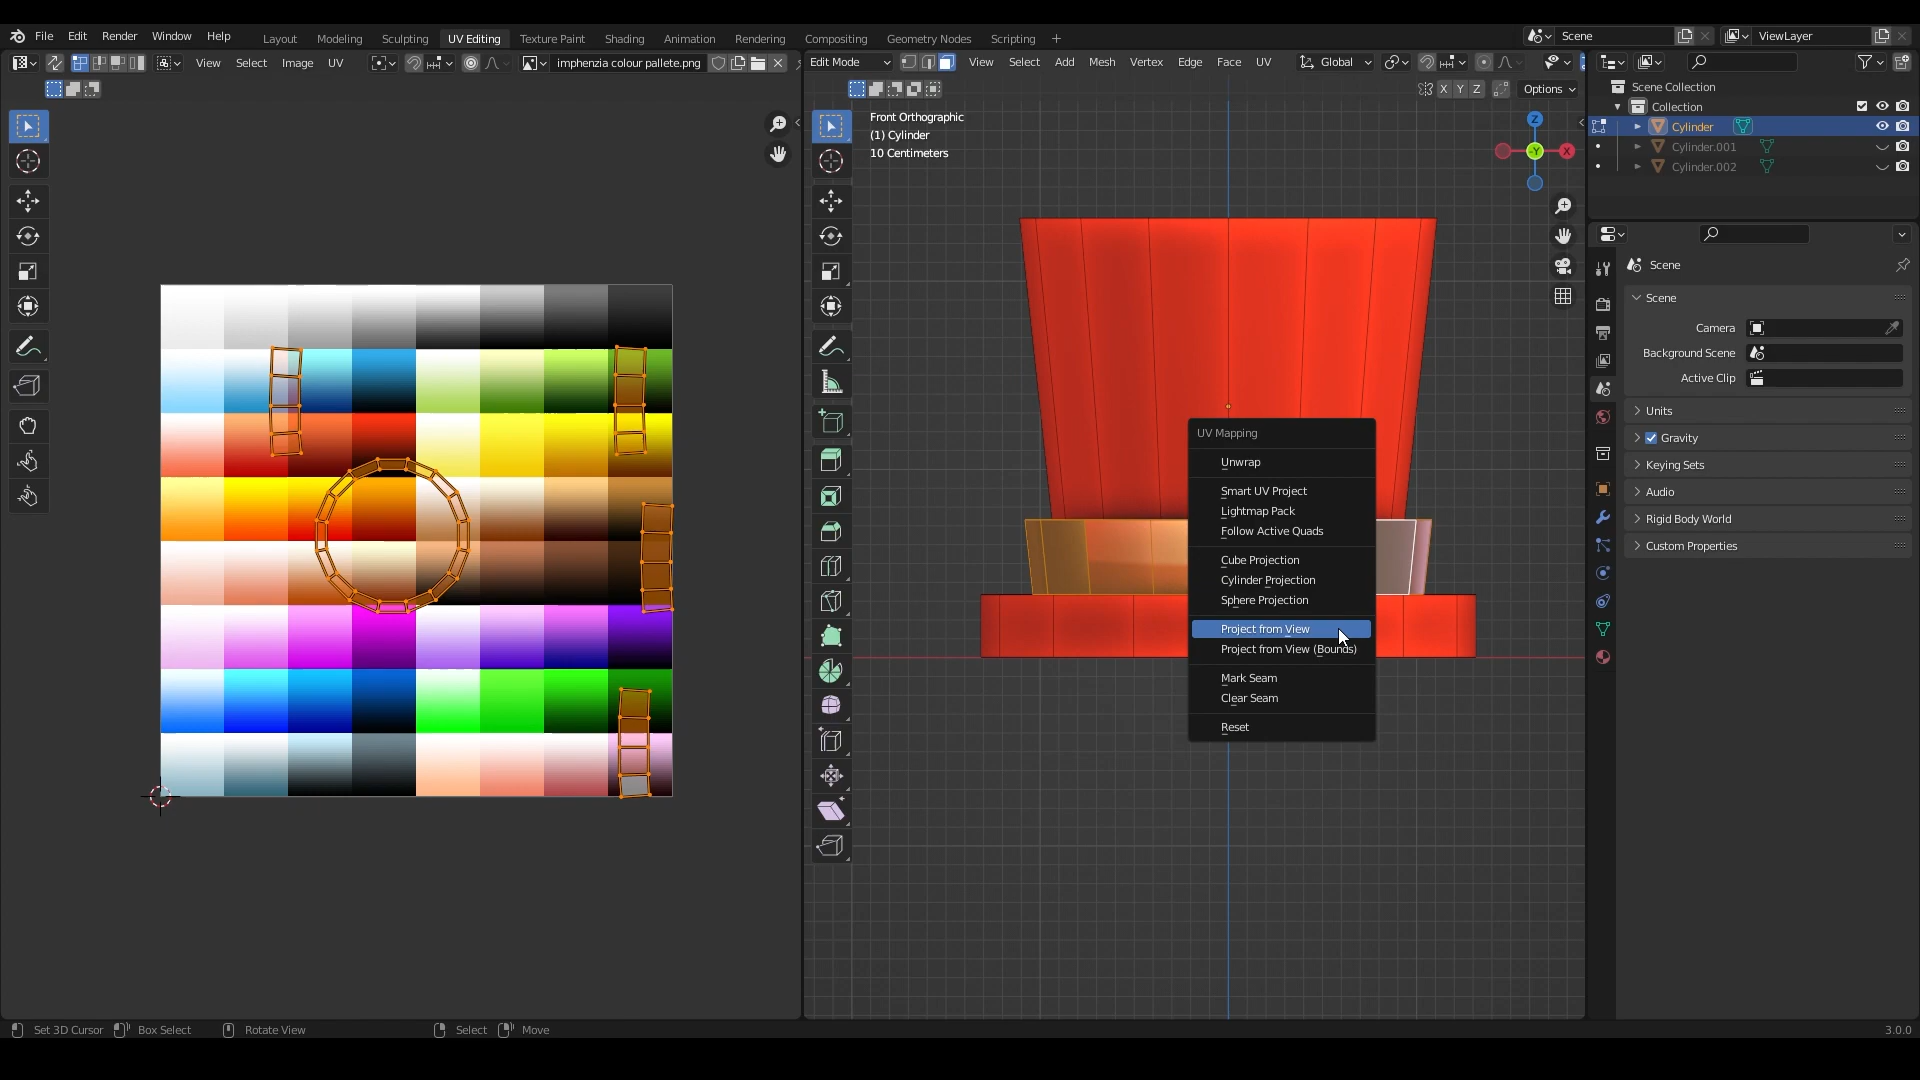 File Edit Render Window Help Layout Modeling Sculpting UV Editing Texture Paint Shading Animation Rendering Compositing Geometry Nodes Scripting + Scene ViewLayer
View Select Image UV imphenzia colour pallete.png Edit Mode View Select Add Mesh Vertex Edge Face UV Global
X Y Z Options
Front Orthographic
(1) Cylinder
10 Centimeters
Z
-Y
X
UV Mapping
Unwrap
Smart UV Project
Lightmap Pack
Follow Active Quads
Cube Projection
Cylinder Projection
Sphere Projection
Project from View
Project from View (Bounds)
Mark Seam
Clear Seam
Reset
Scene Collection
Collection
Cylinder
Cylinder.001
Cylinder.002
Scene
Scene
Camera
Background Scene
Active Clip
Units
Gravity
Keying Sets
Audio
Rigid Body World
Custom Properties
Set 3D Cursor Box Select Rotate View Select Move 3.0.0